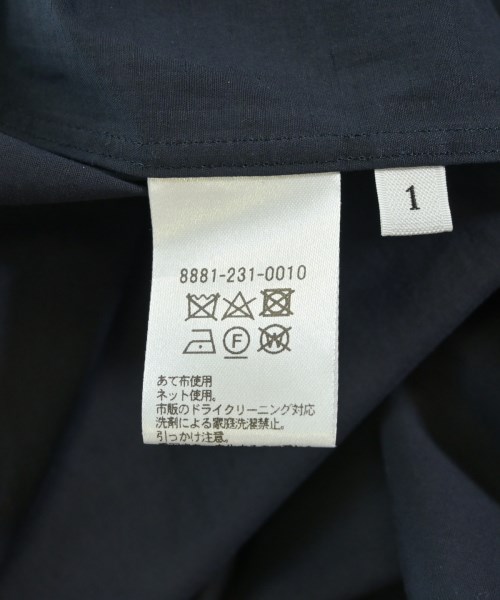 1
8881-231-0010
F
W
あて布使用
ネット使用。
市販のドライクリーニング対応
洗剤による家庭洗濯禁止。
引っかけ注意。